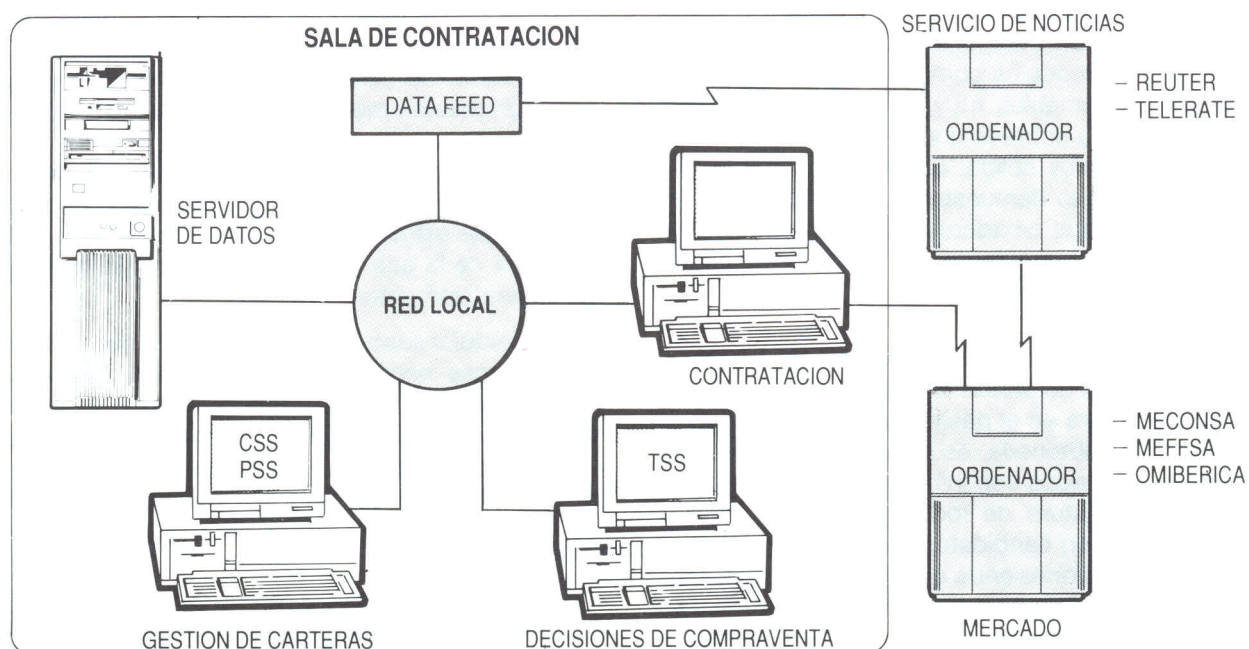 SERVICIO DE NOTICIAS
SALA DE CONTRATACION
DATA FEED
ORDENADOR
– REUTER
– TELERATE
SERVIDOR
DE DATOS
RED LOCAL
CONTRATACION
CSS
PSS
TSS
ORDENADOR
– MECONSA
– MEFFSA
– OMIBERICA
GESTION DE CARTERAS
DECISIONES DE COMPRAVENTA
MERCADO